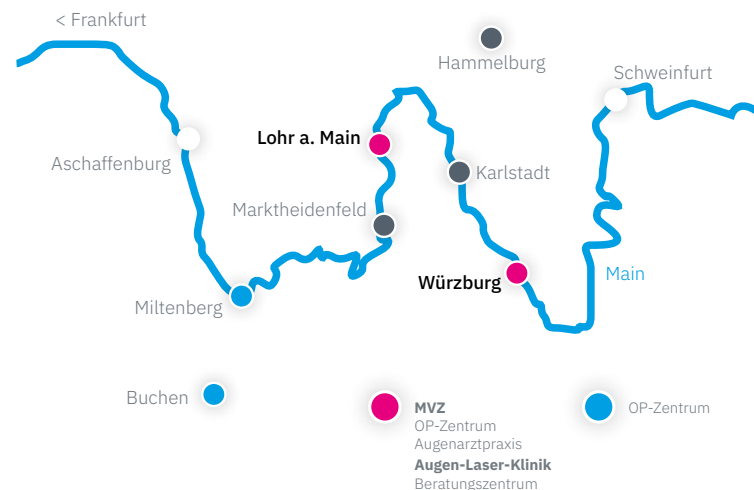 < Frankfurt
Hammelburg
Schweinfurt
Lohr a. Main
Aschaffenburg
Karlstadt
Marktheidenfeld
Main
Würzburg
Miltenberg
Buchen
MVZ
OP-Zentrum
Augenarztpraxis
Augen-Laser-Klinik
Beratungszentrum
OP-Zentrum